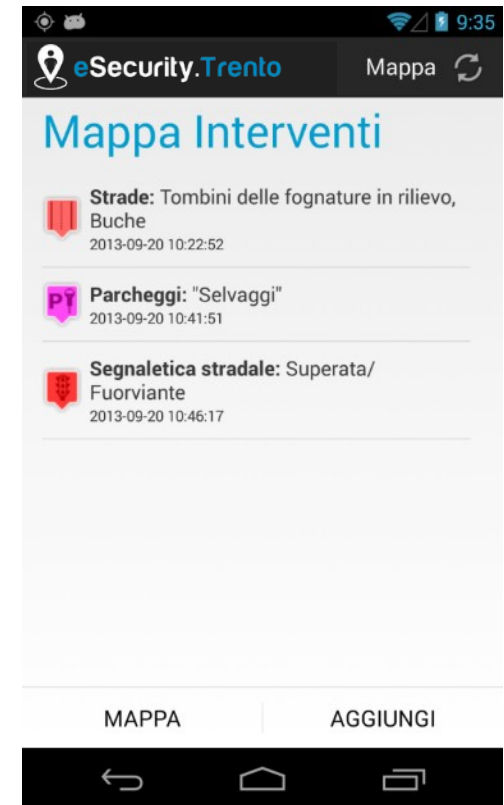 9:35
eSecurity.Trento Mappa
Mappa Interventi
Strade: Tombini delle fognature in rilievo,
Buche
2013-09-20 10:22:52
P
Parcheggi: "Selvaggi"
2013-09-20 10:41:51
Segnaletica stradale: Superata/
Fuorviante
2013-09-20 10:46:17
MAPPA AGGIUNGI